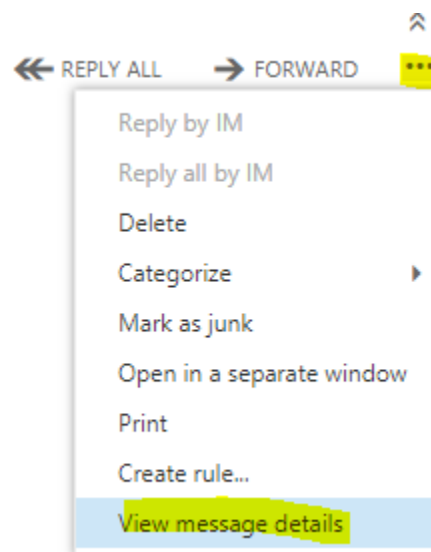 REPLY ALL FORWARD ...
Reply by IM
Reply all by IM
Delete
Categorize
Mark as junk
Open in a separate window
Print
Create rule...
View message details